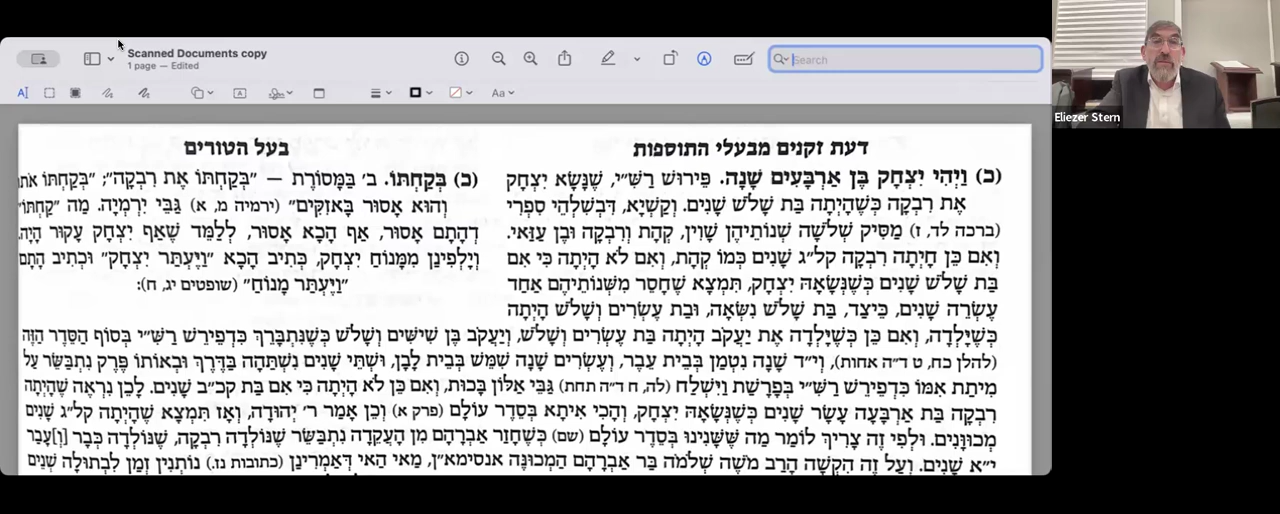 Scanned Documents copy
1 page — Edited
Search
Aa
Eliezer Stern
דעת זקנים מבעלי התוספות
(כ) וַיְהִי יִצְחָק בֶּן אַרְבָּעִים שָׁנָה. פֵּירוּשׁ רַשִׁ״י, שֶׁנָּשָׂא יִצְחָק
אֶת רִבְקָה כְּשֶׁהָיְתָה בַּת שָׁלֹשׁ שָׁנִים. וְקַשְׁיָא, דִּבְשִׁלְהֵי סִפְרֵי
(ברכה לד, ז) מַסִּיק שְׁלֹשָׁה שְׁנוֹתֵיהֶן שָׁוִין, קְהָת וְרִבְקָה וּבֶן עַזַּאי.
וְאִם כֵּן חָיְתָה רִבְקָה קל״ג שָׁנִים כְּמוֹ קְהָת, וְאִם לֹא הָיְתָה כִּי אִם
בַּת שָׁלֹשׁ שָׁנִים כְּשֶׁנְּשָׂאָהּ יִצְחָק, תִּמְצָא שֶׁחָסֵר מִשְּׁנוֹתֵיהֶם אַחַד
עֶשְׂרֵה שָׁנִים, כֵּיצַד, בַּת שָׁלֹשׁ נִשְּׂאָה, וּבַת עֶשְׂרִים וְשָׁלֹשׁ הָיְתָה
בעל הטורים
(כ) בְּקַחְתּוֹ. ב׳ בַּמָּסוֹרֶת — ״בְּקַחְתּוֹ אֶת רִבְקָה״; ״בְּקַחְתּוֹ
וְהוּא אָסוּר בָּאזִקִּים״ (ירמיה מ, א) גַּבֵּי יִרְמְיָה. מַה ״קַחְתּוֹ״
דְהָתָם אָסוּר, אַף הָכָא אָסוּר, לְלַמֵּד שֶׁאַף יִצְחָק עָקוּר הָיָה.
וְיָלְפִינַן מִמָּנוֹחַ יִצְחָק, כְּתִיב הָכָא ״וַיֶּעְתַּר יִצְחָק״ וּכְתִיב הָתָם
״וַיֶּעְתַּר מָנוֹחַ״ (שופטים יג, ח):
כְּשֶׁיָּלְדָה, וְאִם כֵּן כְּשֶׁיָּלְדָה אֶת יַעֲקֹב הָיְתָה בַּת עֶשְׂרִים וְשָׁלֹשׁ, וְיַעֲקֹב בֶּן שִׁישִּׁים וְשָׁלֹשׁ כְּשֶׁנִּתְבָּרֵךְ כִּדְפֵירֵשׁ רַשִׁ״י בְּסוֹף הַסֵּדֶר הַזֶּה
(להלן כח, ט ד״ה אחות), וְי״ד שָׁנָה נִטְמַן בְּבֵית עֵבֶר, וְעֶשְׂרִים שָׁנָה שִׁמֵּשׁ בְּבֵית לָבָן, וּשְׁתֵּי שָׁנִים נִשְׁתַּהָה בַּדֶּרֶךְ וּבְאוֹתוֹ פֶּרֶק נִתְבַּשֵּׂר עַל
מִיתַת אִמּוֹ כִּדְפֵירֵשׁ רַשִׁ״י בְּפָרָשַׁת וַיִּשְׁלַח (לה, ח ד״ה תחת) גַּבֵּי אַלּוֹן בָּכוּת, וְאִם כֵּן לֹא הָיְתָה כִּי אִם בַּת קכ״ב שָׁנִים. לָכֵן נִרְאֶה שֶׁהָיְתָה
רִבְקָה בַּת אַרְבָּעָה עָשָׂר שָׁנִים כְּשֶׁנְּשָׂאָהּ יִצְחָק, וְהָכִי אִיתָא בְּסֵדֶר עוֹלָם (פרק א) וְכֵן אָמַר ר׳ יְהוּדָה, וְאָז תִּמְצָא שֶׁהָיְתָה קל״ג שָׁנִים
מְכוּוָּנִים. וּלְפִי זֶה צָרִיךְ לוֹמַר מַה שֶּׁשָּׁנִינוּ בְּסֵדֶר עוֹלָם (שם) כְּשֶׁחָזַר אַבְרָהָם מִן הָעֲקֵדָה נִתְבַּשֵּׂר שֶׁנּוֹלְדָה רִבְקָה, שֶׁנּוֹלְדָה כְּבָר [וְ]עָבַר
י״א שָׁנִים. וְעַל זֶה הִקְשָׁה הָרַב מֹשֶׁה שְׁלֹמֹה בַּר אַבְרָהָם הַמְכוּנֶּה אנסימא״ן, מַאי הַאי דְּאַמְרִינַן (כתובות נז.) נוֹתְנִין זְמַן לִבְתוּלָה שְׁנֵים